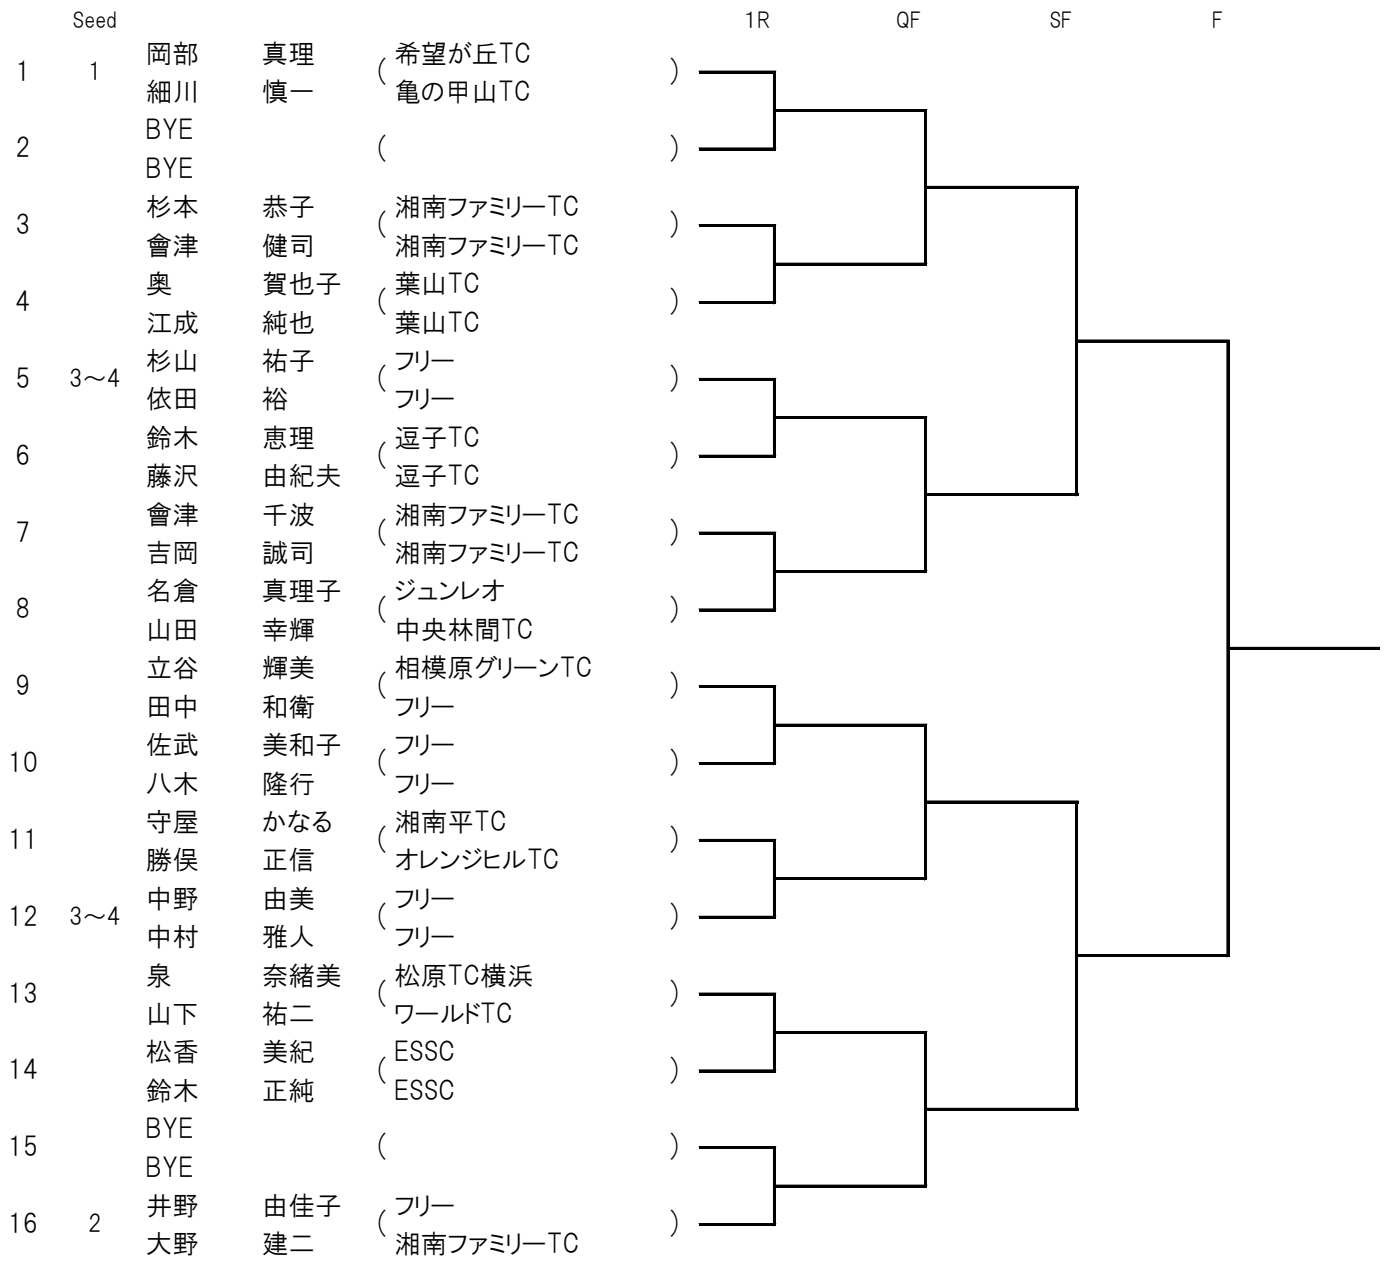 Seed 1R QF SF F
岡部 真理 希望が丘TC
1 1 ( )
細川 慎一 亀の甲山TC
BYE
2 ( )
BYE
杉本 恭子 湘南ファミリーTC
3 ( )
會津 健司 湘南ファミリーTC
奥 賀也子 葉山TC
4 ( )
江成 純也 葉山TC
杉山 祐子 フリー
5 3～4 ( )
依田 裕 フリー
鈴木 恵理 逗子TC
6 ( )
藤沢 由紀夫 逗子TC
會津 千波 湘南ファミリーTC
7 ( )
吉岡 誠司 湘南ファミリーTC
名倉 真理子 ジュンレオ
8 ( )
山田 幸輝 中央林間TC
立谷 輝美 相模原グリーンTC
9 ( )
田中 和衛 フリー
佐武 美和子 フリー
10 ( )
八木 隆行 フリー
守屋 かなる 湘南平TC
11 ( )
勝俣 正信 オレンジヒルTC
中野 由美 フリー
12 3～4 ( )
中村 雅人 フリー
泉 奈緒美 松原TC横浜
13 ( )
山下 祐二 ワールドTC
松香 美紀 ESSC
14 ( )
鈴木 正純 ESSC
BYE
15 ( )
BYE
井野 由佳子 フリー
16 2 ( )
大野 建二 湘南ファミリーTC